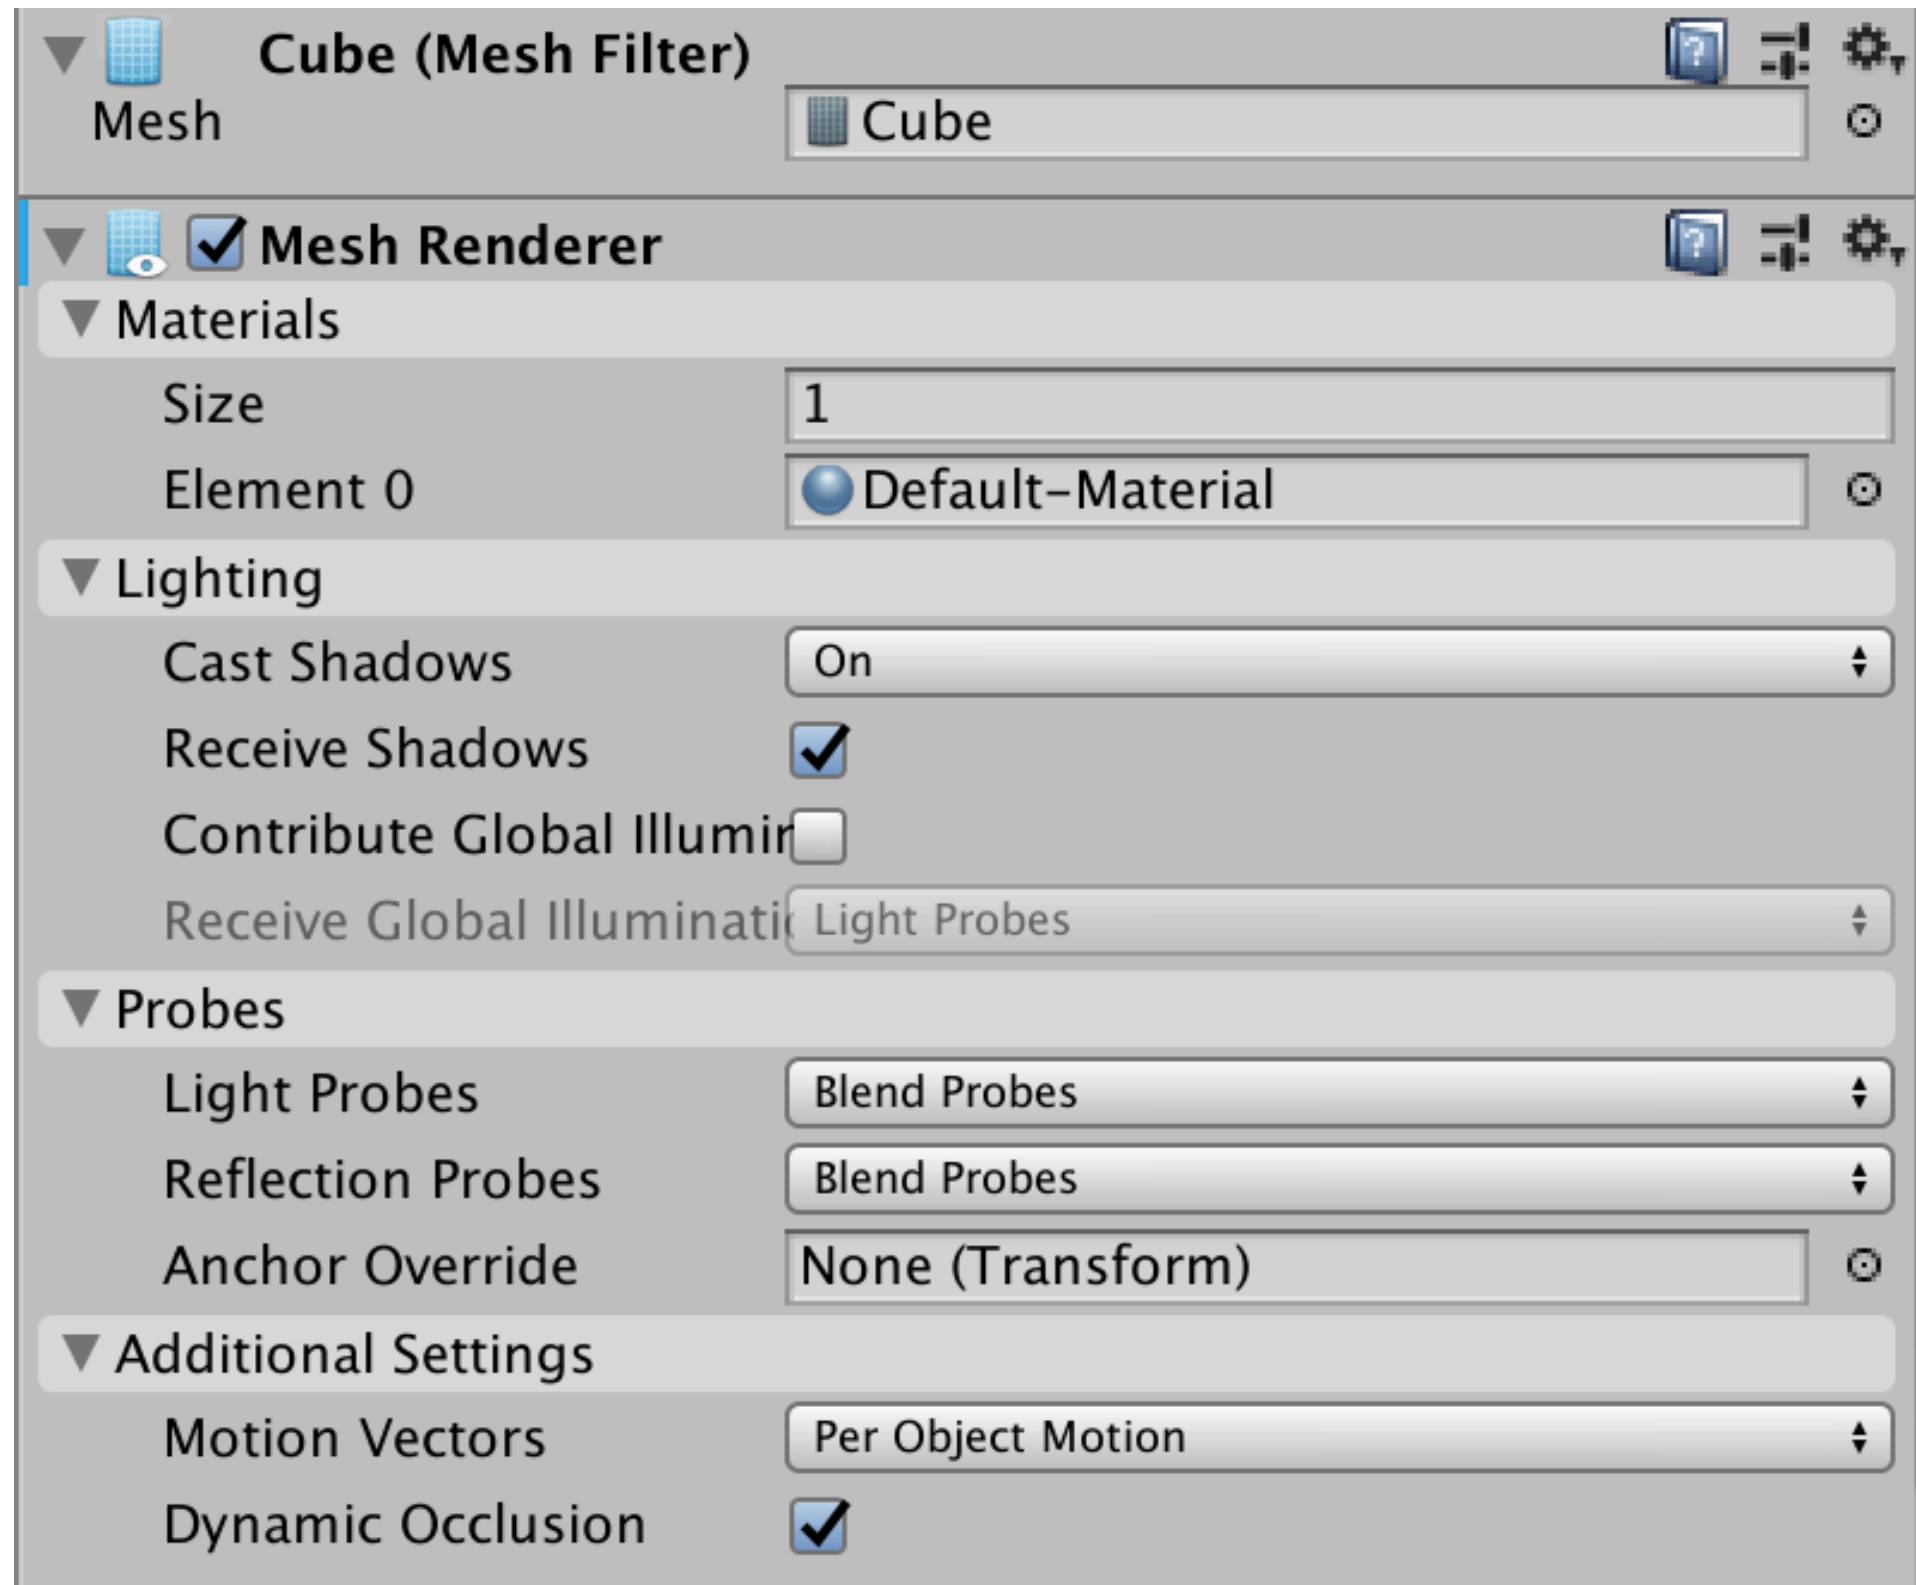 Cube (Mesh Filter)
Mesh Cube
Mesh Renderer
Materials
Size 1
Element 0 Default-Material
Lighting
Cast Shadows On
Receive Shadows
Contribute Global Illumin
Receive Global Illuminatic Light Probes
Probes
Light Probes Blend Probes
Reflection Probes Blend Probes
Anchor Override None (Transform)
Additional Settings
Motion Vectors Per Object Motion
Dynamic Occlusion